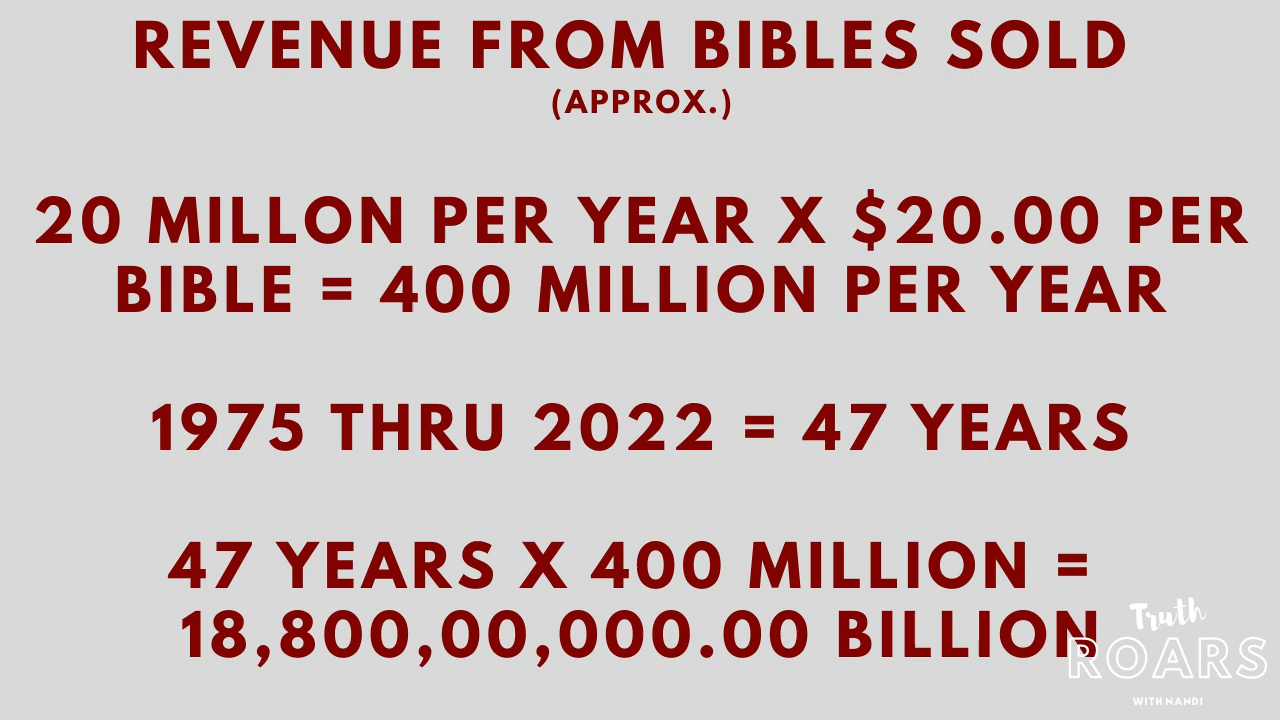 REVENUE FROM BIBLES SOLD
(APPROX.)
20 MILLON PER YEAR X $20.00 PER
BIBLE = 400 MILLION PER YEAR
1975 THRU 2022 = 47 YEARS
47 YEARS X 400 MILLION =
18,800,00,000.00 BILLION
Truth
ROARS
WITH NANDI